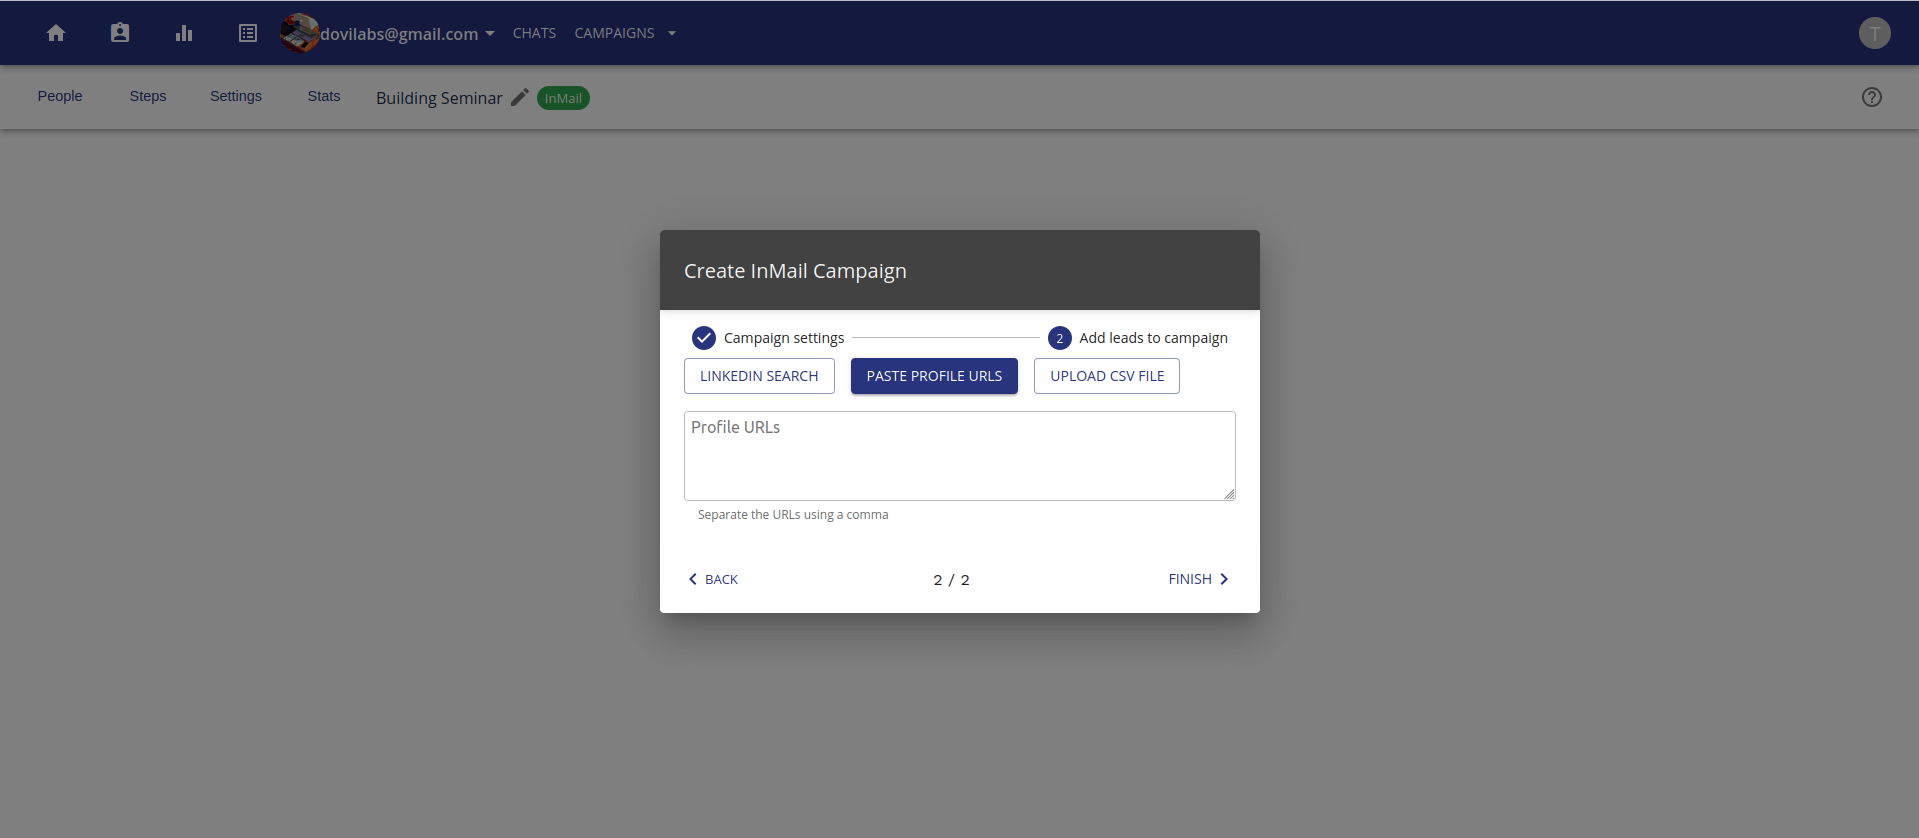 dovilabs@gmail.com CHATS CAMPAIGNS T
People Steps Settings Stats Building Seminar InMail
Create InMail Campaign
Campaign settings 2 Add leads to campaign
LINKEDIN SEARCH PASTE PROFILE URLS UPLOAD CSV FILE
Profile URLs
Separate the URLs using a comma
BACK 2 / 2 FINISH